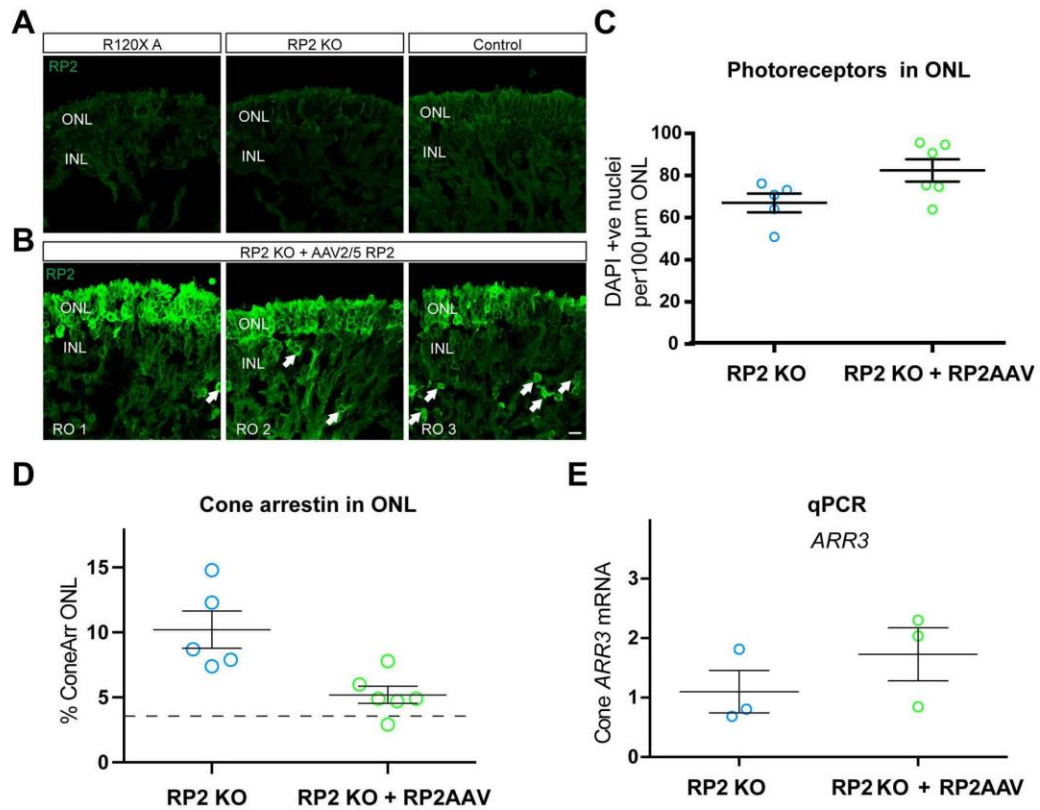 A
R120X A
RP2 KO
Control
RP2
ONL
INL
ONL
INL
ONL
INL
B
RP2 KO + AAV2/5 RP2
RP2
ONL
INL
RO 1
ONL
INL
RO 2
ONL
INL
RO 3
C
Photoreceptors in ONL
DAPI +ve nuclei
per100 µm ONL
100
80
60
40
20
0
RP2 KO
RP2 KO + RP2AAV
D
Cone arrestin in ONL
% ConeArr ONL
15
10
5
0
RP2 KO
RP2 KO + RP2AAV
E
qPCR
ARR3
Cone ARR3 mRNA
3
2
1
0
RP2 KO
RP2 KO + RP2AAV